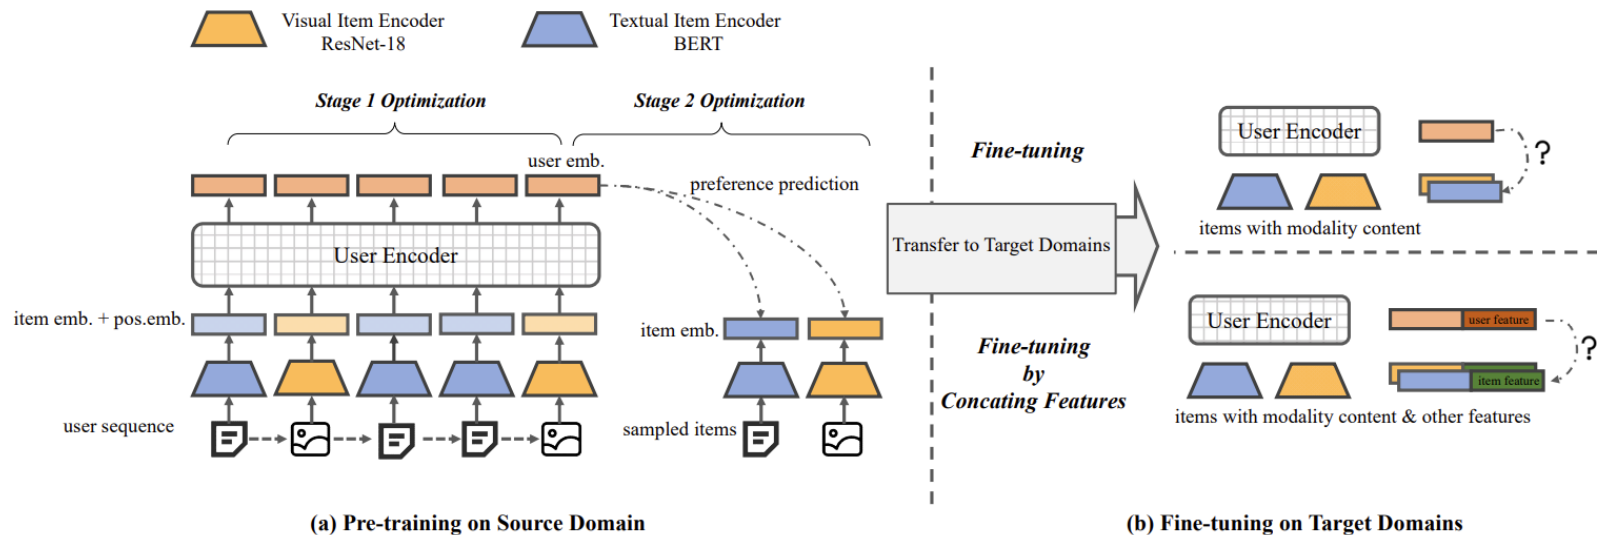 Visual Item Encoder
ResNet-18
Textual Item Encoder
BERT
Stage 1 Optimization
Stage 2 Optimization
user emb.
preference prediction
User Encoder
item emb. + pos.emb.
item emb.
user sequence
sampled items
(a) Pre-training on Source Domain
Fine-tuning
Transfer to Target Domains
Fine-tuning
by
Concating Features
User Encoder
?
items with modality content
User Encoder
user feature
?
item feature
items with modality content & other features
(b) Fine-tuning on Target Domains